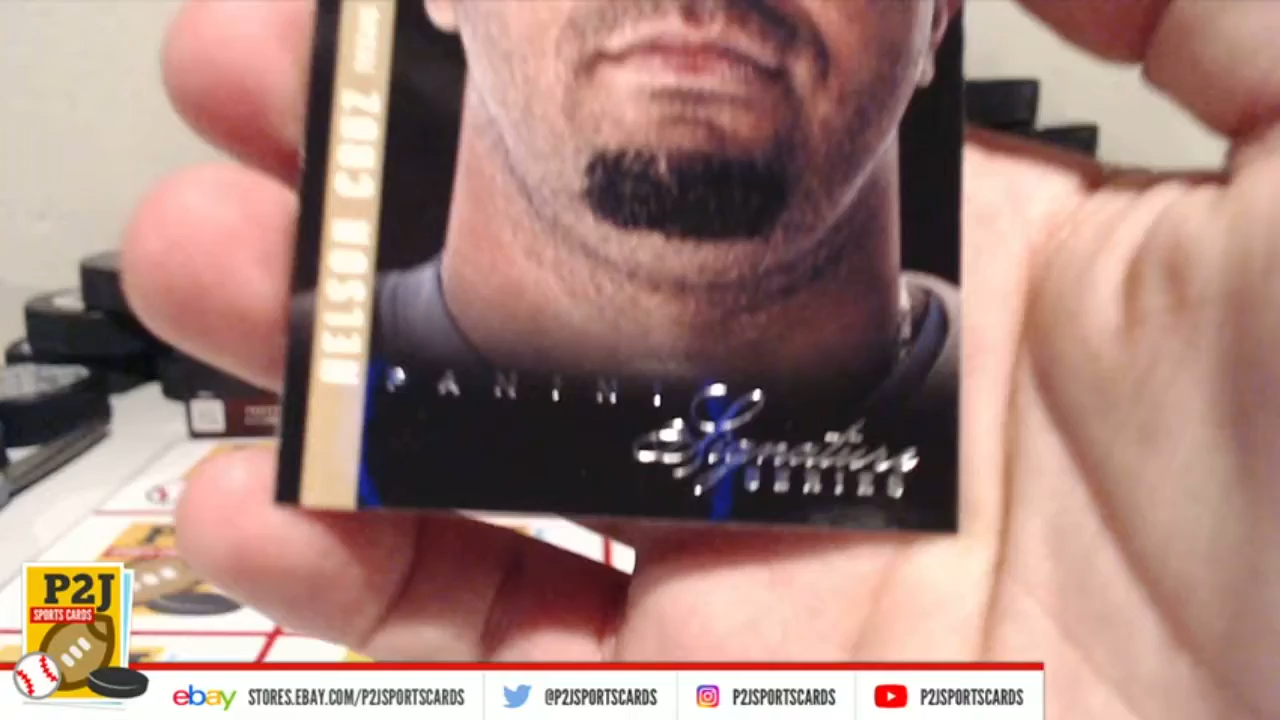 NELSON CRUZ
PANINI
Signature
SERIES
P2J
SPORTS CARDS
ebay STORES.EBAY.COM/P2JSPORTSCARDS
@P2JSPORTSCARDS
P2JSPORTSCARDS
P2JSPORTSCARDS